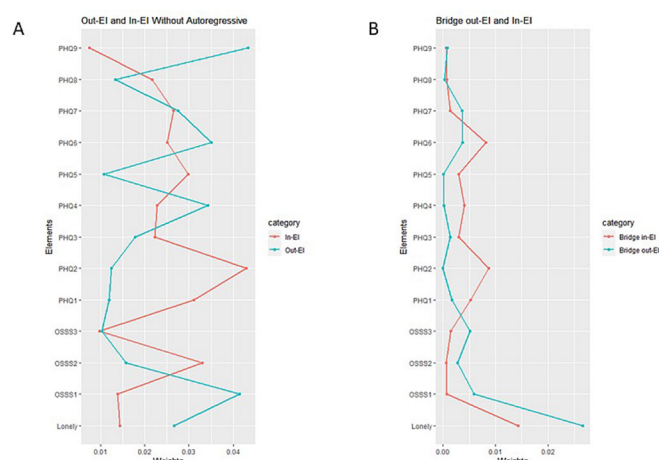 A
Out-EI and In-EI Without Autoregressive
PHQ9
PHQ8
PHQ7
PHQ6
PHQ5
PHQ4
PHQ3
PHQ2
PHQ1
OSSS3
OSSS2
OSSS1
Lonely
Elements
0.01 0.02 0.03 0.04
category
In-EI
Out-EI
B
Bridge out-EI and In-EI
PHQ9
PHQ8
PHQ7
PHQ6
PHQ5
PHQ4
PHQ3
PHQ2
PHQ1
OSSS3
OSSS2
OSSS1
Lonely
Elements
0.00 0.01 0.02
category
Bridge in-EI
Bridge out-EI